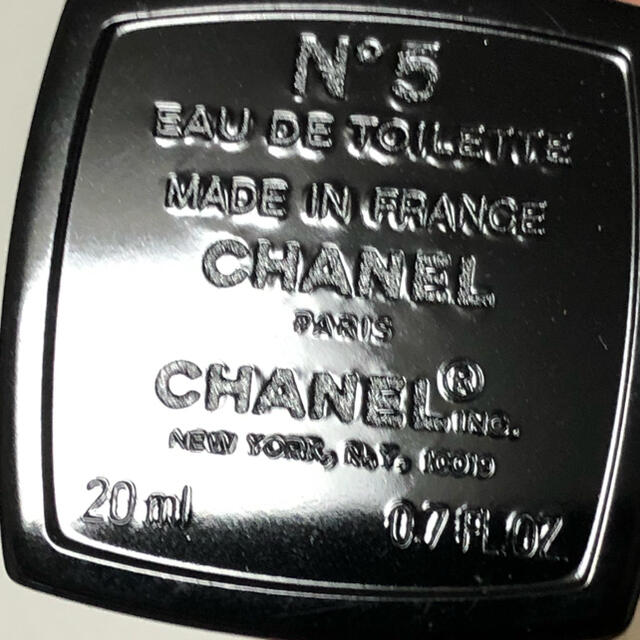 N°5
EAU DE TOILETTE
MADE IN FRANCE
CHANEL
PARIS
CHANEL® INC.
NEW YORK, N.Y. 10019
20 ml 0.7 FL.OZ